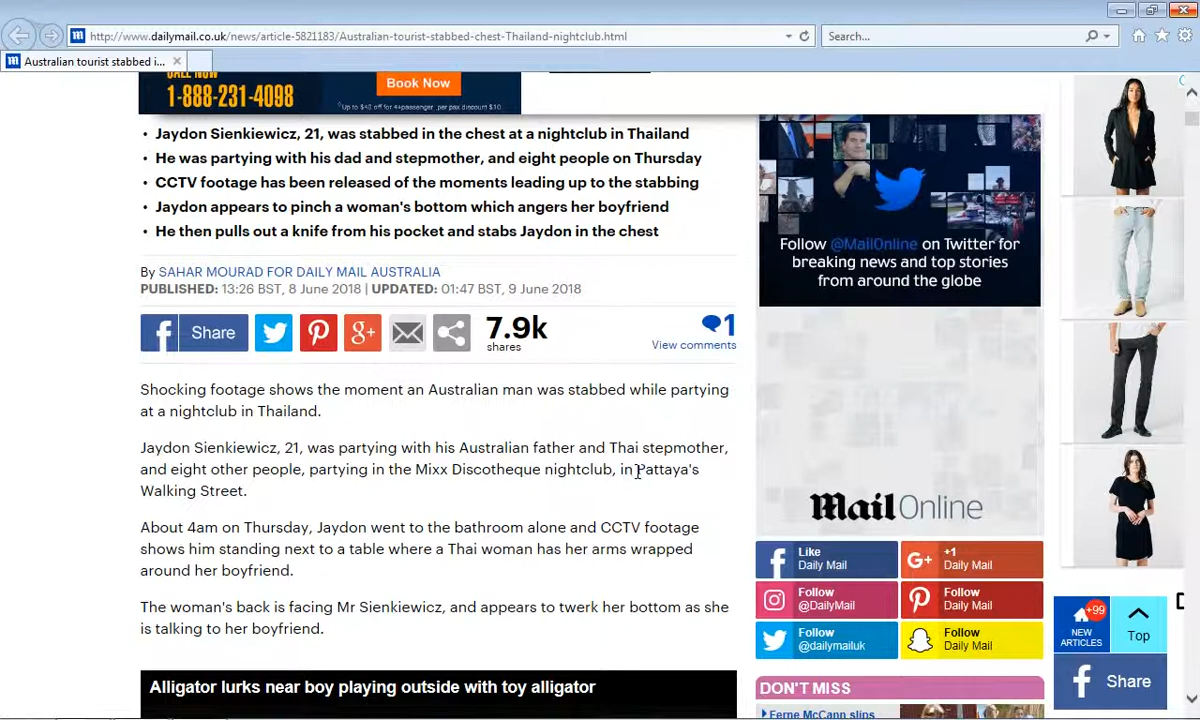 http://www.dailymail.co.uk/news/article-5821183/Australian-tourist-stabbed-chest-Thailand-nightclub.html
Search...
Australian tourist stabbed i...
CALL NOW
1-888-231-4098
Book Now
• Jaydon Sienkiewicz, 21, was stabbed in the chest at a nightclub in Thailand
• He was partying with his dad and stepmother, and eight people on Thursday
• CCTV footage has been released of the moments leading up to the stabbing
• Jaydon appears to pinch a woman's bottom which angers her boyfriend
• He then pulls out a knife from his pocket and stabs Jaydon in the chest
By SAHAR MOURAD FOR DAILY MAIL AUSTRALIA
PUBLISHED: 13:26 BST, 8 June 2018 | UPDATED: 01:47 BST, 9 June 2018
Share
7.9k
shares
1
View comments
Shocking footage shows the moment an Australian man was stabbed while partying
at a nightclub in Thailand.
Jaydon Sienkiewicz, 21, was partying with his Australian father and Thai stepmother,
and eight other people, partying in the Mixx Discotheque nightclub, in Pattaya's
Walking Street.
About 4am on Thursday, Jaydon went to the bathroom alone and CCTV footage
shows him standing next to a table where a Thai woman has her arms wrapped
around her boyfriend.
The woman's back is facing Mr Sienkiewicz, and appears to twerk her bottom as she
is talking to her boyfriend.
Alligator lurks near boy playing outside with toy alligator
Follow @MailOnline on Twitter for
breaking news and top stories
from around the globe
Mail Online
Like
Daily Mail
+1
Daily Mail
Follow
@DailyMail
Follow
Daily Mail
Follow
@dailymailuk
Follow
Daily Mail
DON'T MISS
Ferne McCann slips
+99
NEW
ARTICLES
Top
Share